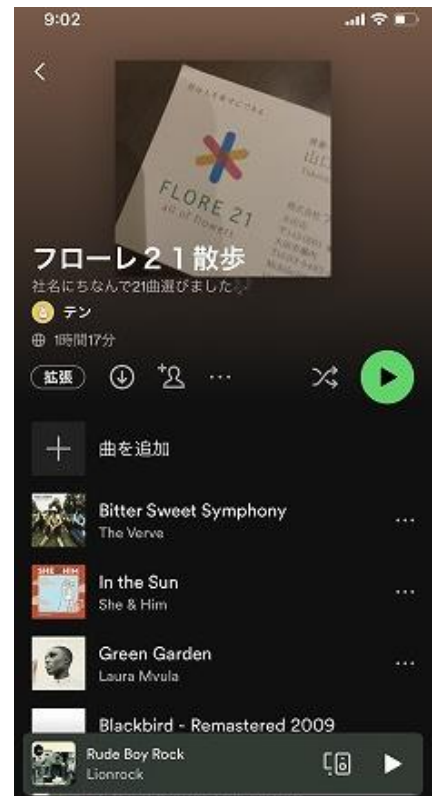 9:02
FLORE 21
all of flowers
フローレ２１散歩
社名にちなんで21曲選びました
テン
1時間17分
拡張
曲を追加
Bitter Sweet Symphony
The Verve
In the Sun
She & Him
SHE HIM
Green Garden
Laura Mvula
Blackbird - Remastered 2009
Rude Boy Rock
Lionrock